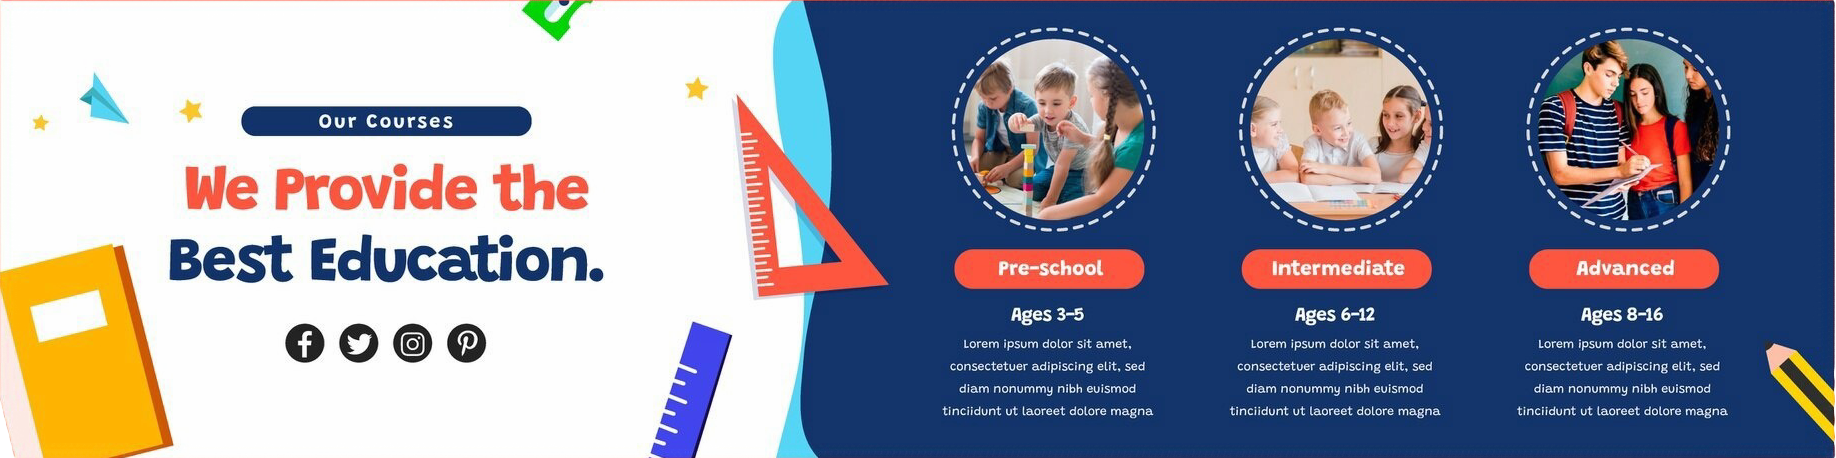 Our Courses
We Provide the
Best Education.
Pre-school
Ages 3-5
Lorem ipsum dolor sit amet,
consectetuer adipiscing elit, sed
diam nonummy nibh euismod
tinciidunt ut laoreet dolore magna
Intermediate
Ages 6-12
Lorem ipsum dolor sit amet,
consectetuer adipiscing elit, sed
diam nonummy nibh euismod
tinciidunt ut laoreet dolore magna
Advanced
Ages 8-16
Lorem ipsum dolor sit amet,
consectetuer adipiscing elit, sed
diam nonummy nibh euismod
tinciidunt ut laoreet dolore magna